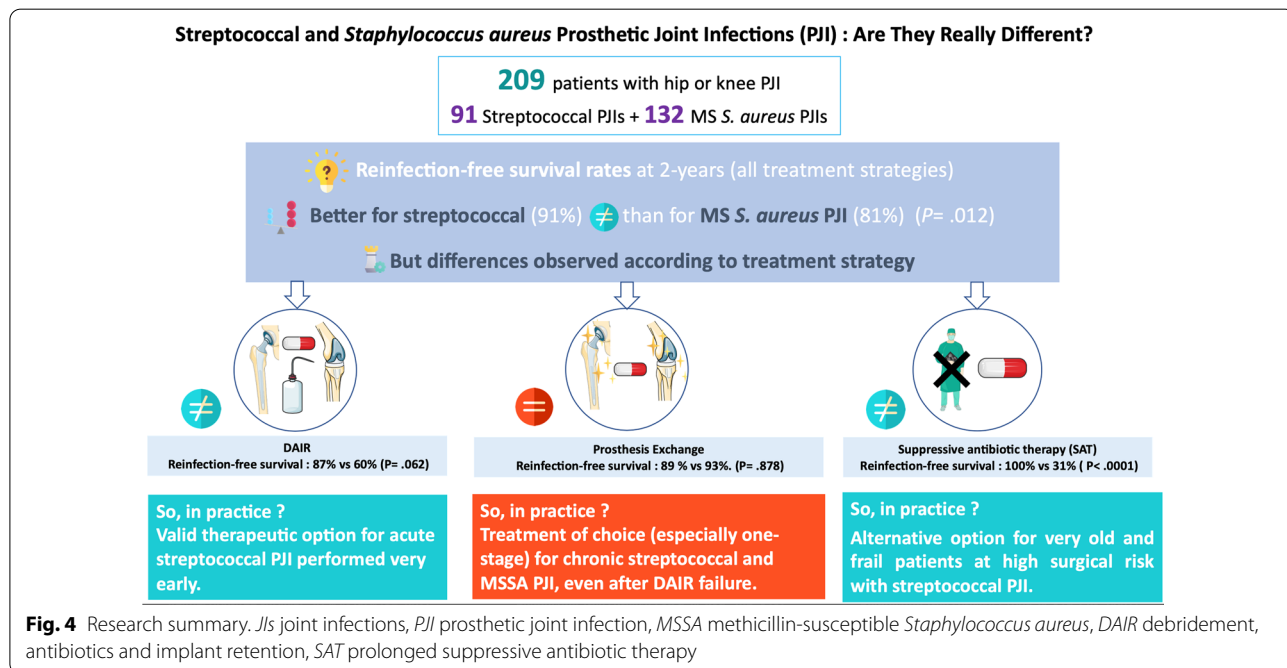 Streptococcal and Staphylococcus aureus Prosthetic Joint Infections (PJI) : Are They Really Different?
209 patients with hip or knee PJI
91 Streptococcal PJIs + 132 MS S. aureus PJIs
?
Reinfection-free survival rates at 2-years (all treatment strategies)
Better for streptococcal (91%) ≠ than for MS S. aureus PJI (81%) (P= .012)
But differences observed according to treatment strategy
≠
DAIR
Reinfection-free survival : 87% vs 60% (P= .062)
=
Prosthesis Exchange
Reinfection-free survival : 89 % vs 93%. (P= .878)
≠
Suppressive antibiotic therapy (SAT)
Reinfection-free survival : 100% vs 31% ( P< .0001)
So, in practice ?
Valid therapeutic option for acute
streptococcal PJI performed very
early.
So, in practice ?
Treatment of choice (especially one-
stage) for chronic streptococcal and
MSSA PJI, even after DAIR failure.
So, in practice ?
Alternative option for very old and
frail patients at high surgical risk
with streptococcal PJI.
Fig. 4 Research summary. JIs joint infections, PJI prosthetic joint infection, MSSA methicillin-susceptible Staphylococcus aureus, DAIR debridement,
antibiotics and implant retention, SAT prolonged suppressive antibiotic therapy